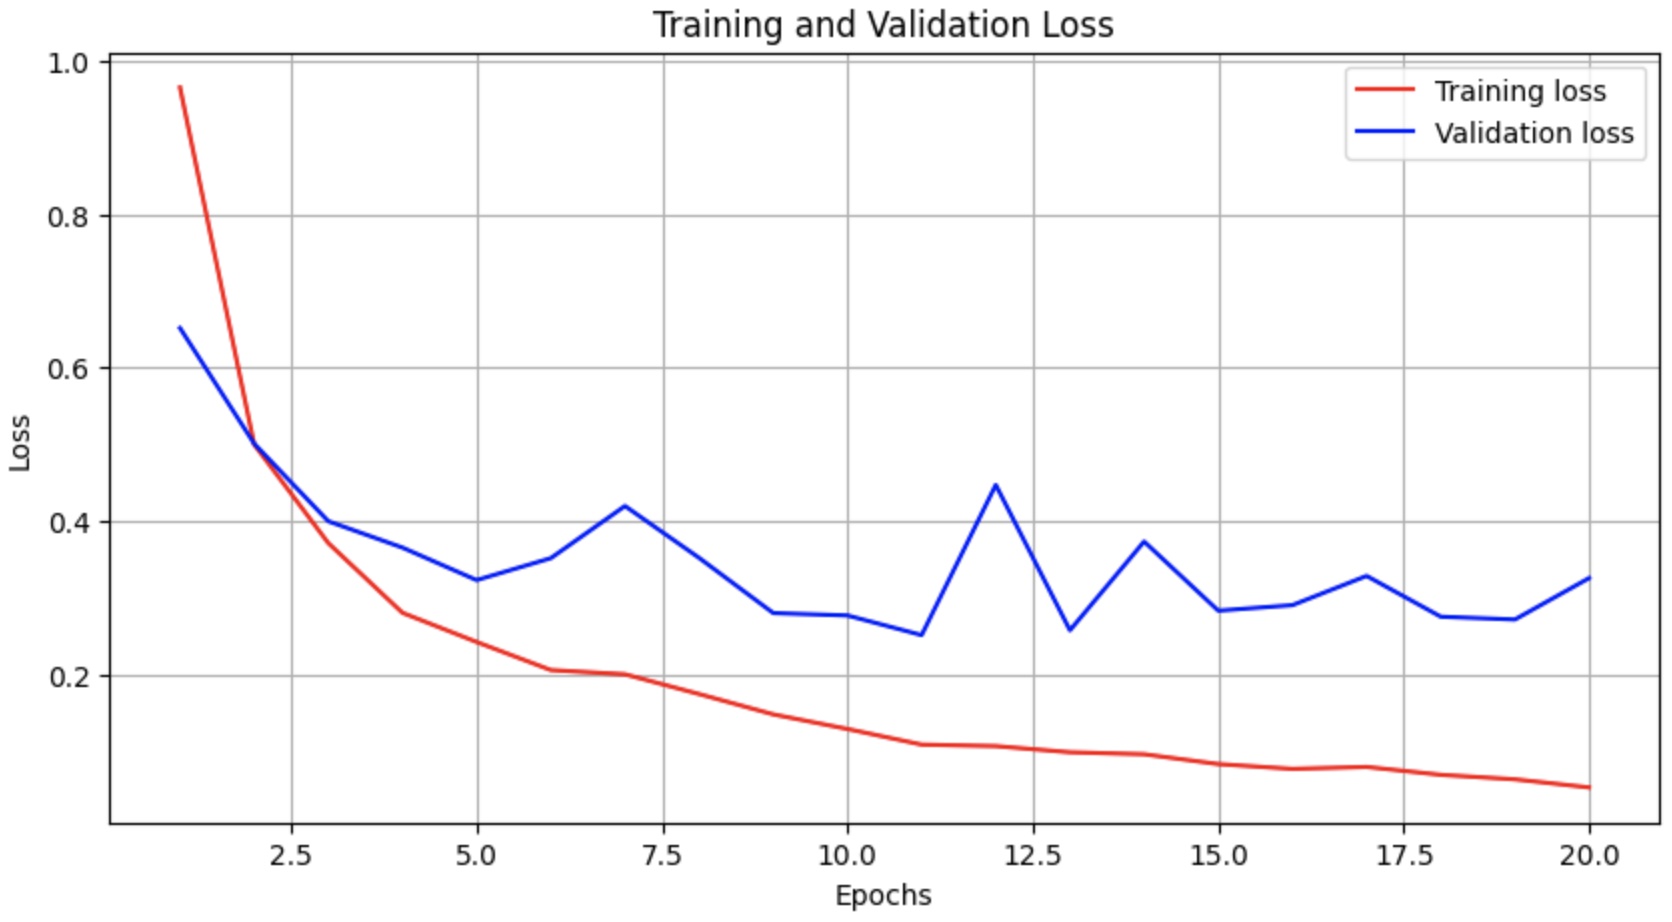 Training and Validation Loss
1.0
0.8
0.6
0.4
0.2
Loss
Training loss
Validation loss
2.5 5.0 7.5 10.0 12.5 15.0 17.5 20.0
Epochs